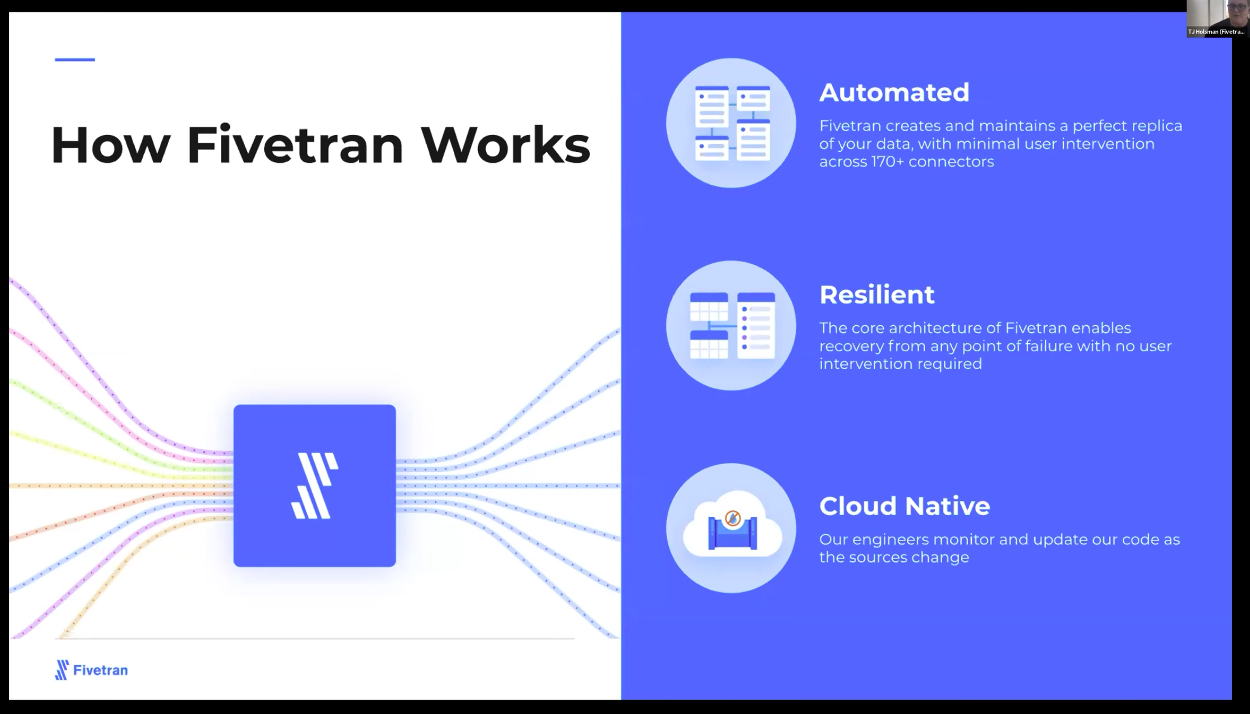 TJ Holsman (Fivetra...
How Fivetran Works
Automated
Fivetran creates and maintains a perfect replica
of your data, with minimal user intervention
across 170+ connectors
Resilient
The core architecture of Fivetran enables
recovery from any point of failure with no user
intervention required
Cloud Native
Our engineers monitor and update our code as
the sources change
Fivetran